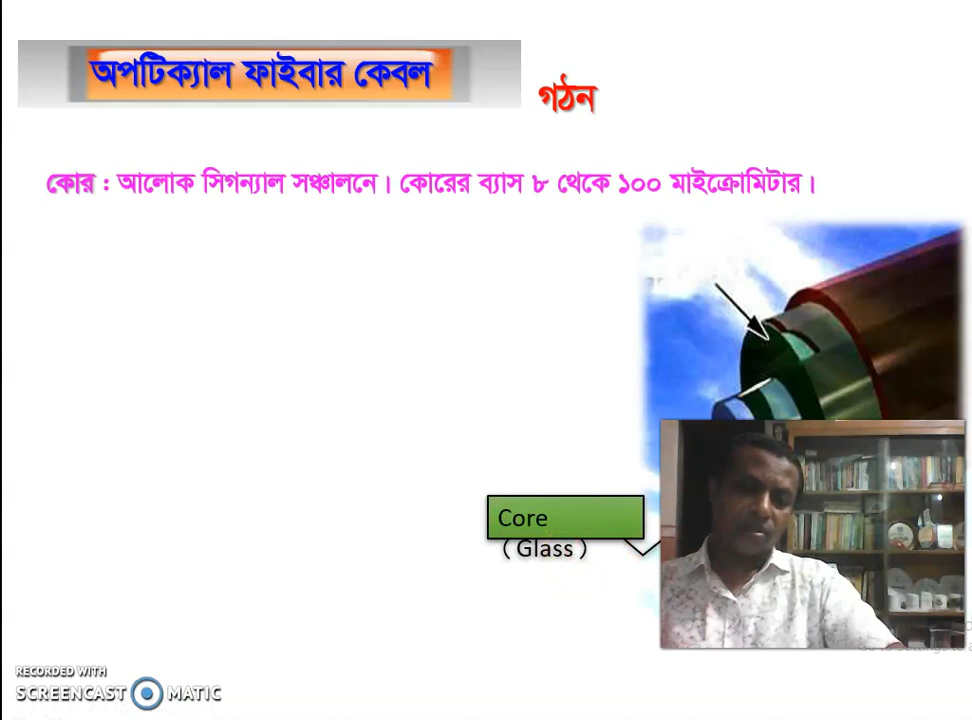 অপটিক্যাল ফাইবার কেবল
গঠন
কোর : আলোক সিগন্যাল সঞ্চালনে। কোরের ব্যাস ৮ থেকে ১০০ মাইক্রোমিটার।
Core
( Glass )
RECORDED WITH
SCREENCAST MATIC